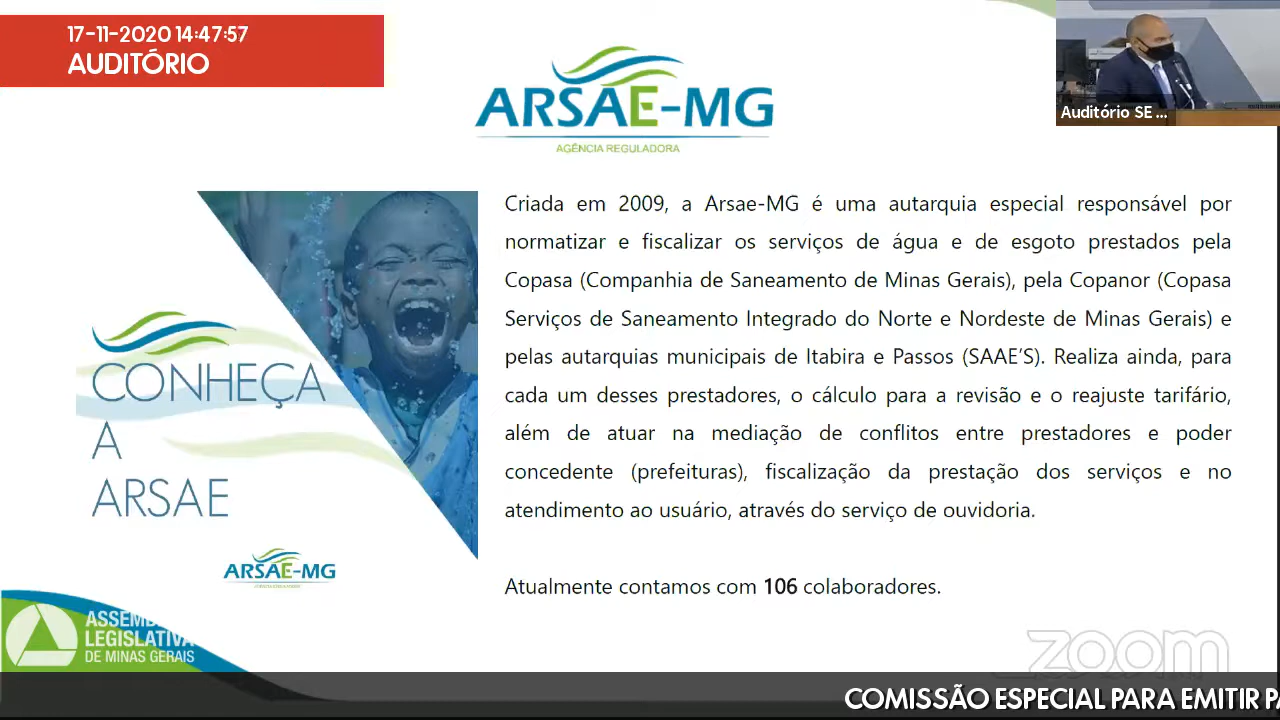 17-11-2020 14:47:57
AUDITÓRIO
ARSAE-MG
AGÊNCIA REGULADORA
Auditório SE ...
Criada em 2009, a Arsae-MG é uma autarquia especial responsável por
normatizar e fiscalizar os serviços de água e de esgoto prestados pela
Copasa (Companhia de Saneamento de Minas Gerais), pela Copanor (Copasa
Serviços de Saneamento Integrado do Norte e Nordeste de Minas Gerais) e
pelas autarquias municipais de Itabira e Passos (SAAE'S). Realiza ainda, para
cada um desses prestadores, o cálculo para a revisão e o reajuste tarifário,
além de atuar na mediação de conflitos entre prestadores e poder
concedente (prefeituras), fiscalização da prestação dos serviços e no
atendimento ao usuário, através do serviço de ouvidoria.
Atualmente contamos com 106 colaboradores.
CONHEÇA
A
ARSAE
ARSAE-MG
LEGISLATIVA
DE MINAS GERAIS
zoom
COMISSÃO ESPECIAL PARA EMITIR